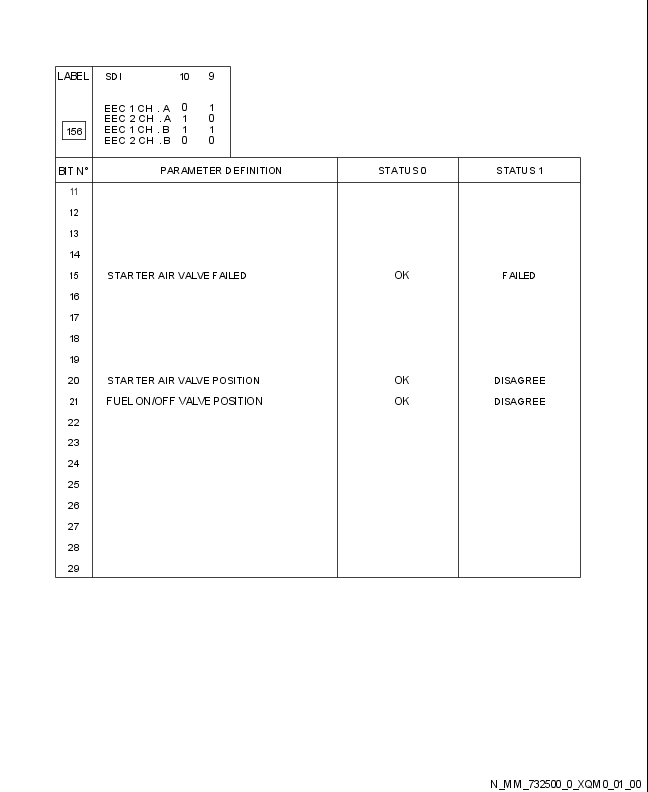 LABEL SDI 10 9
EEC 1 CH . A 0 1
EEC 2 CH . A 1 0
156 EEC 1 CH . B 1 1
EEC 2 CH . B 0 0
BIT N° PARAMETER DEFINITION STATUS 0 STATUS 1
11
12
13
14
15 STARTER AIR VALVE FAILED OK FAILED
16
17
18
19
20 STARTER AIR VALVE POSITION OK DISAGREE
21 FUEL ON/OFF VALVE POSITION OK DISAGREE
22
23
24
25
26
27
28
29
N_MM_732500_0_XQM0_01_00